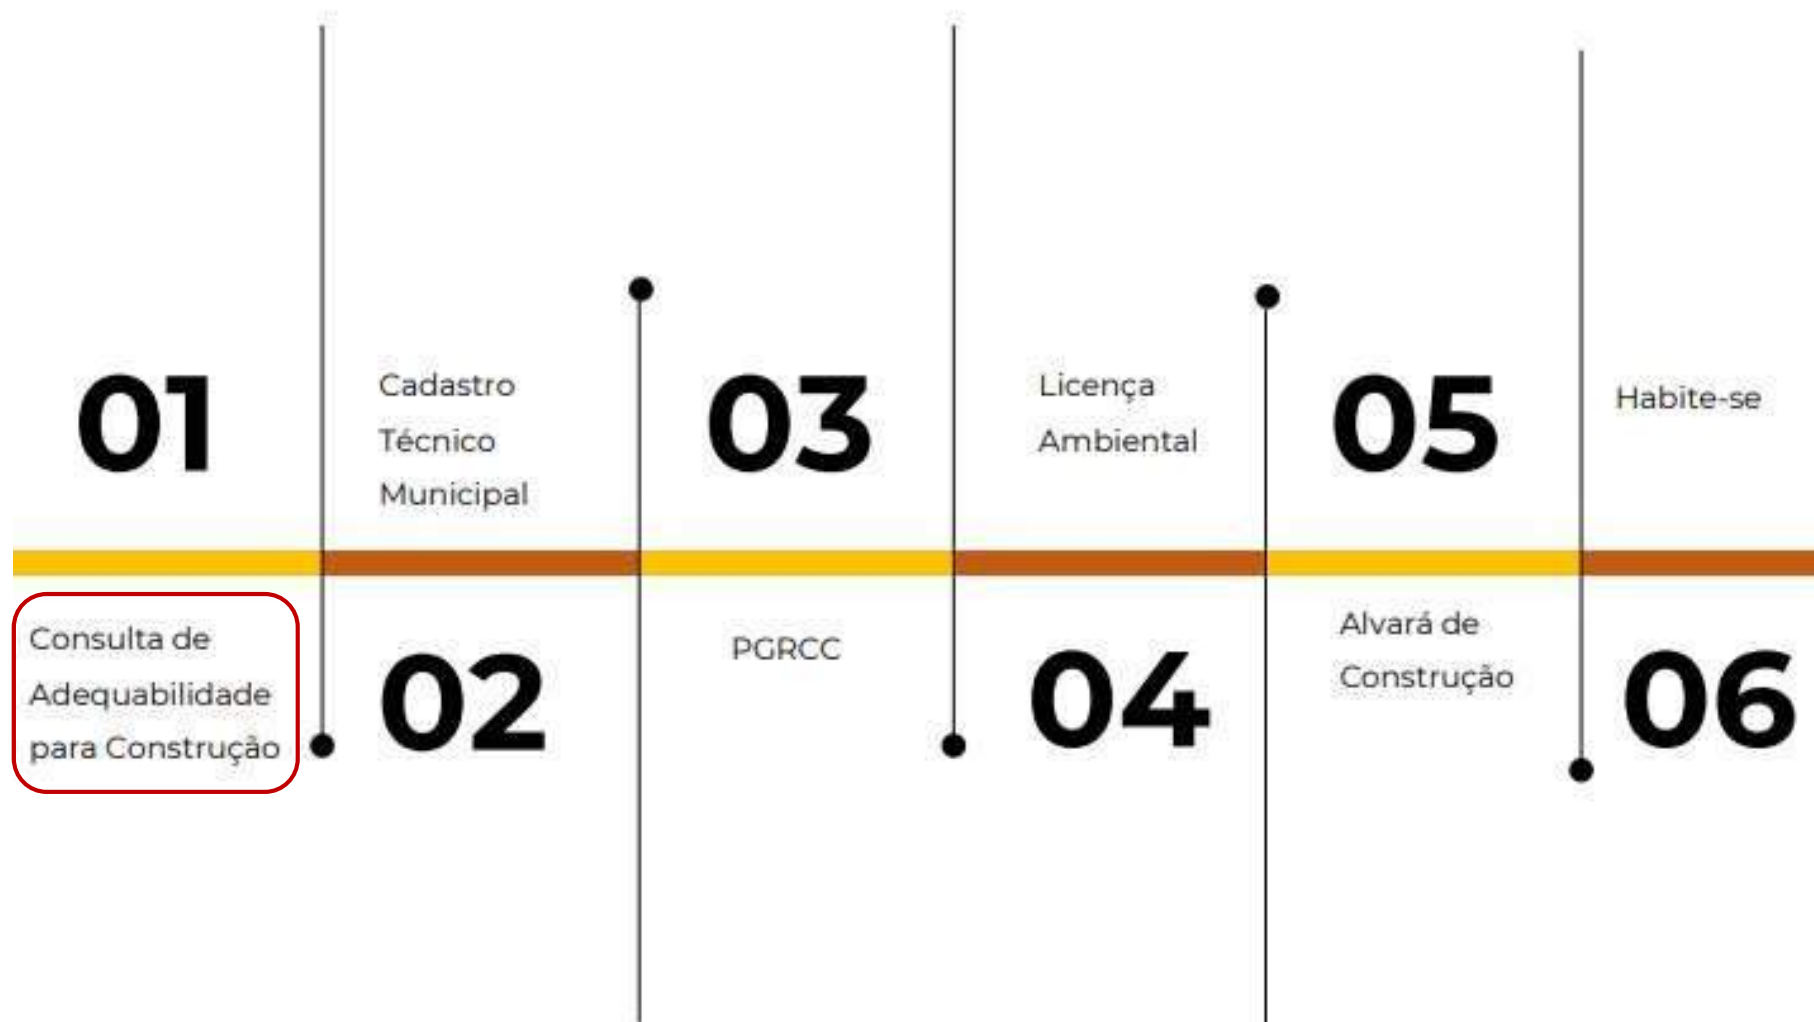 01
Consulta de
Adequabilidade
para Construção
Cadastro
Técnico
Municipal
02
03
PGRCC
Licença
Ambiental
04
05
Alvará de
Construção
Habite-se
06